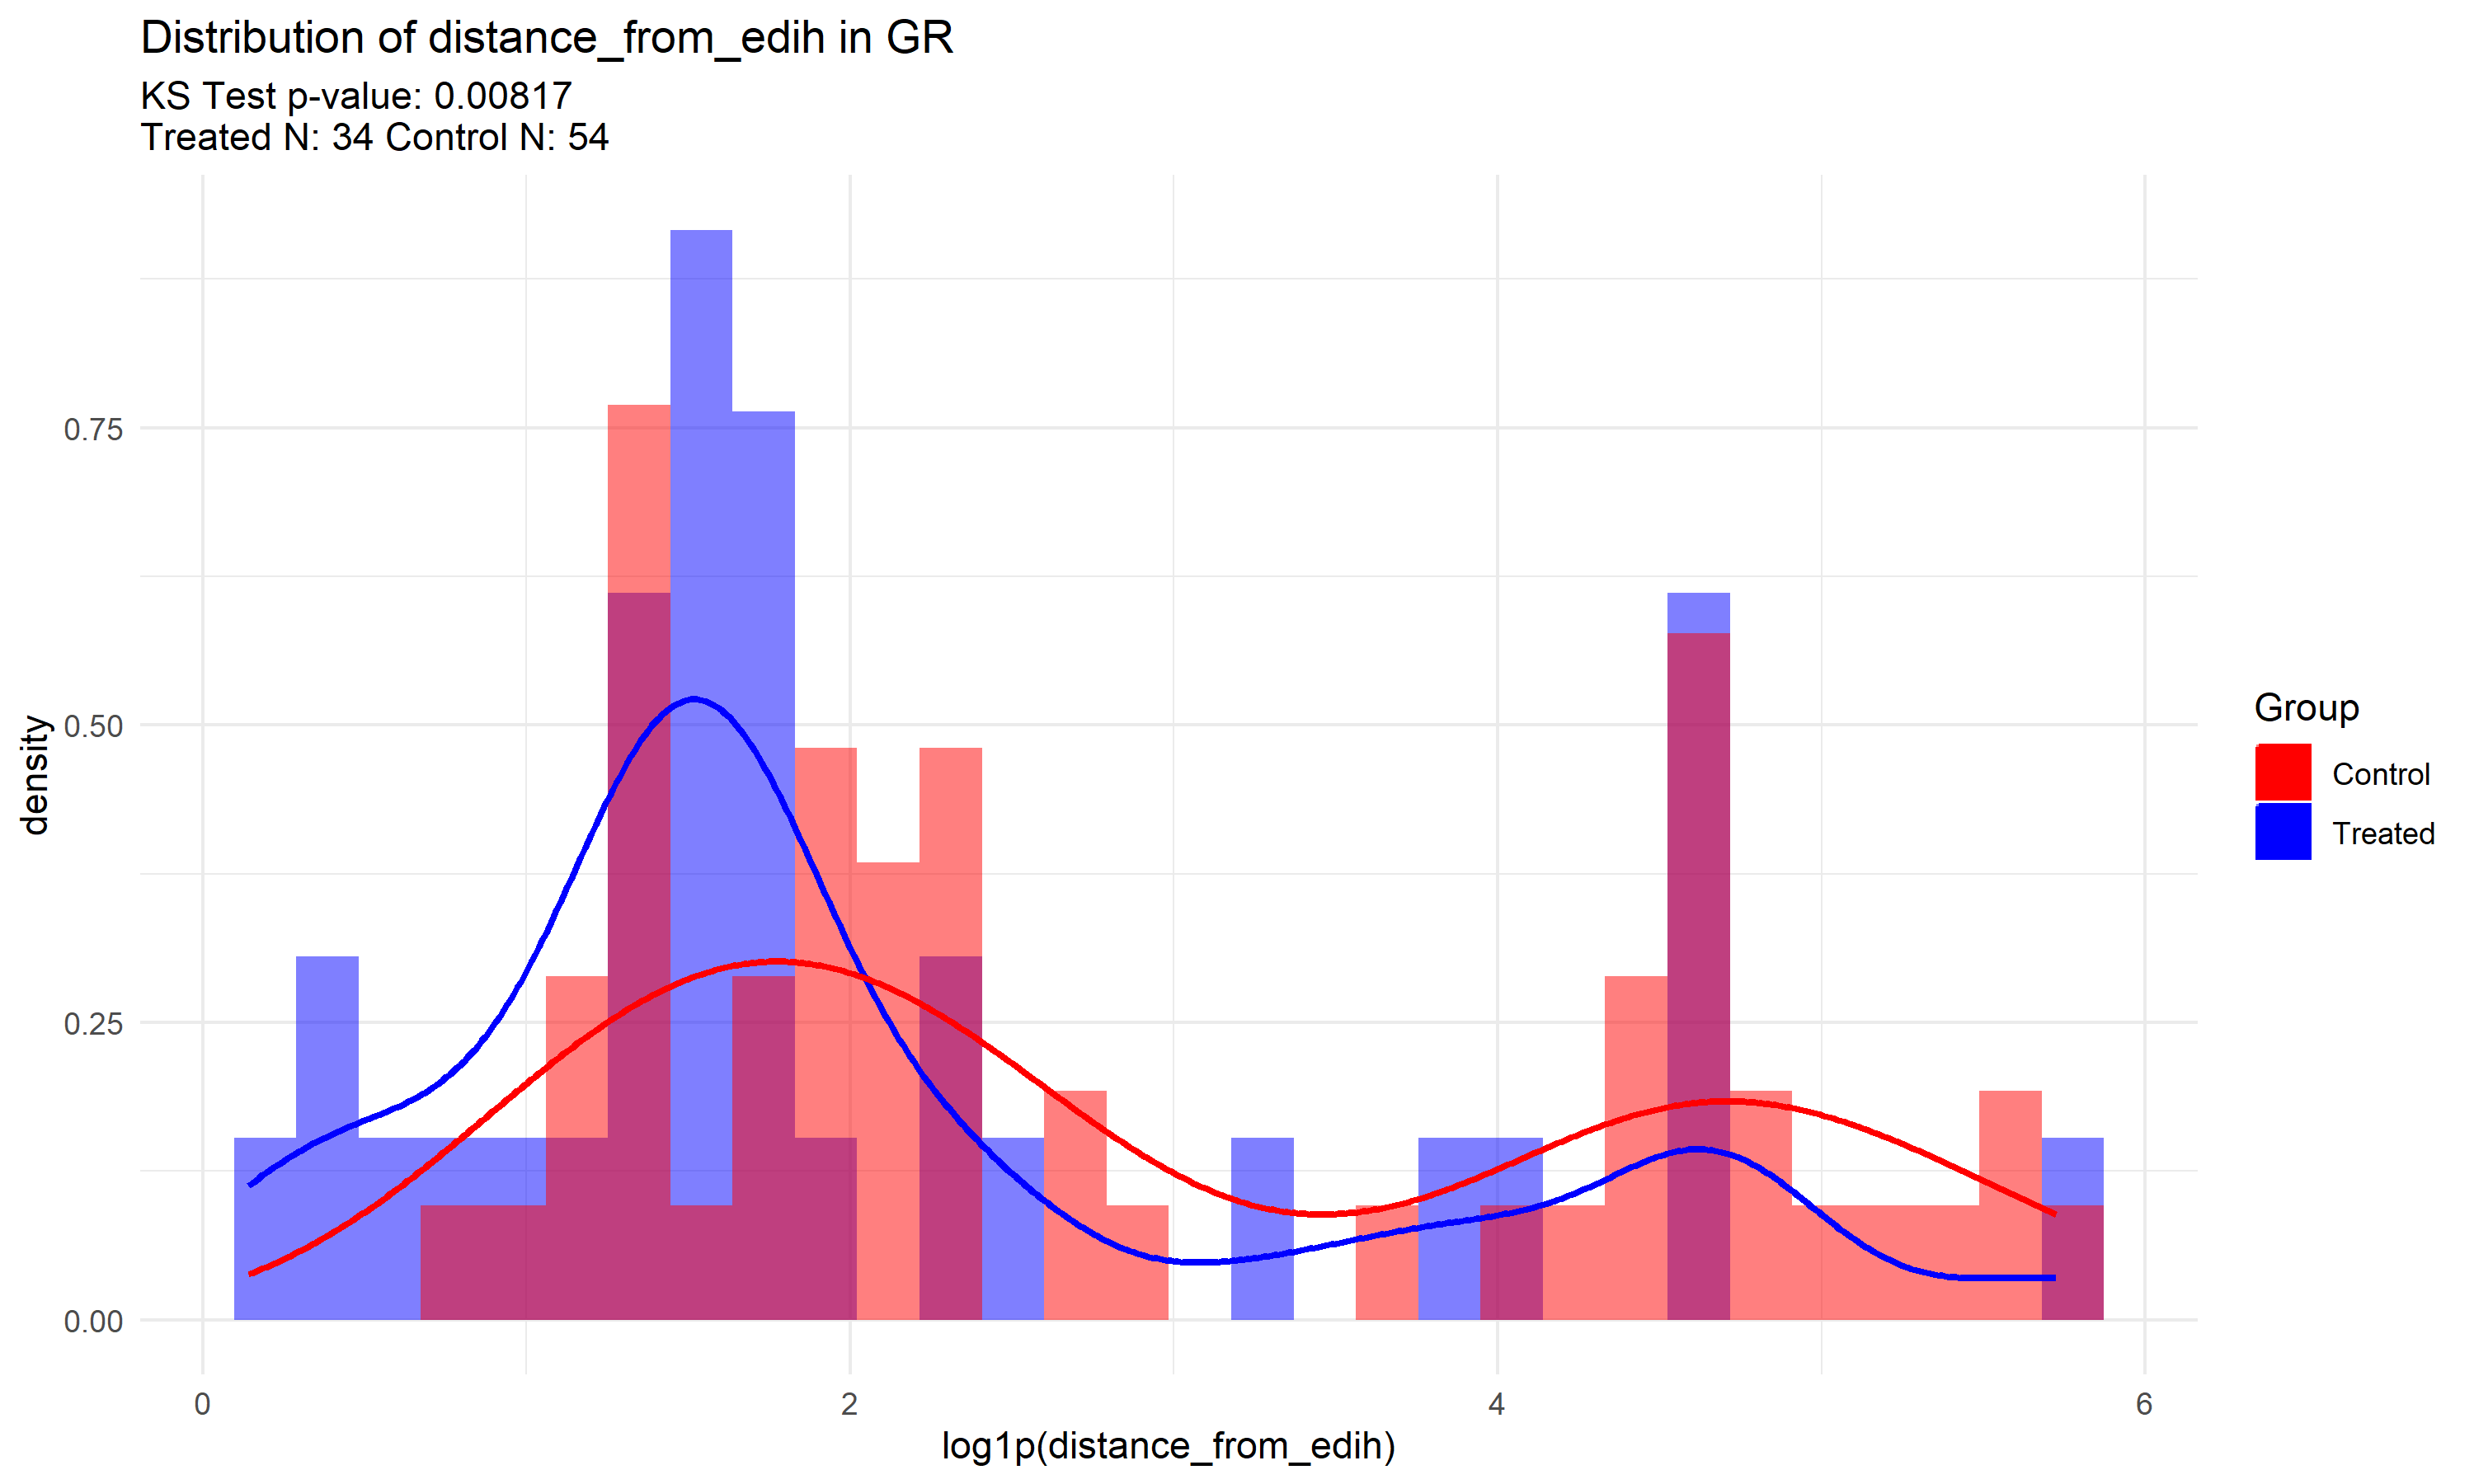 Distribution of distance_from_edih in GR
KS Test p-value: 0.00817
Treated N: 34 Control N: 54
density
0.75
0.50
0.25
0.00
0
2
4
6
log1p(distance_from_edih)
Group
Control
Treated